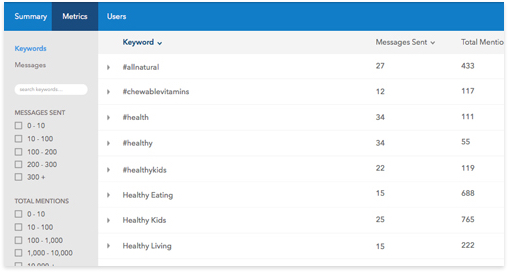 Summary Metrics Users
Keywords
Messages
search keywords ...
MESSAGES SENT
0 - 10
10 - 100
100 - 200
200 - 300
300 +
TOTAL MENTIONS
0 - 10
10 - 100
100 - 1,000
1,000 - 10,000
10,000 +
Keyword Messages Sent Total Mentio
#allnatural 27 433
#chewablevitamins 12 117
#health 34 111
#healthy 34 55
#healthykids 22 119
Healthy Eating 15 688
Healthy Kids 25 765
Healthy Living 15 222